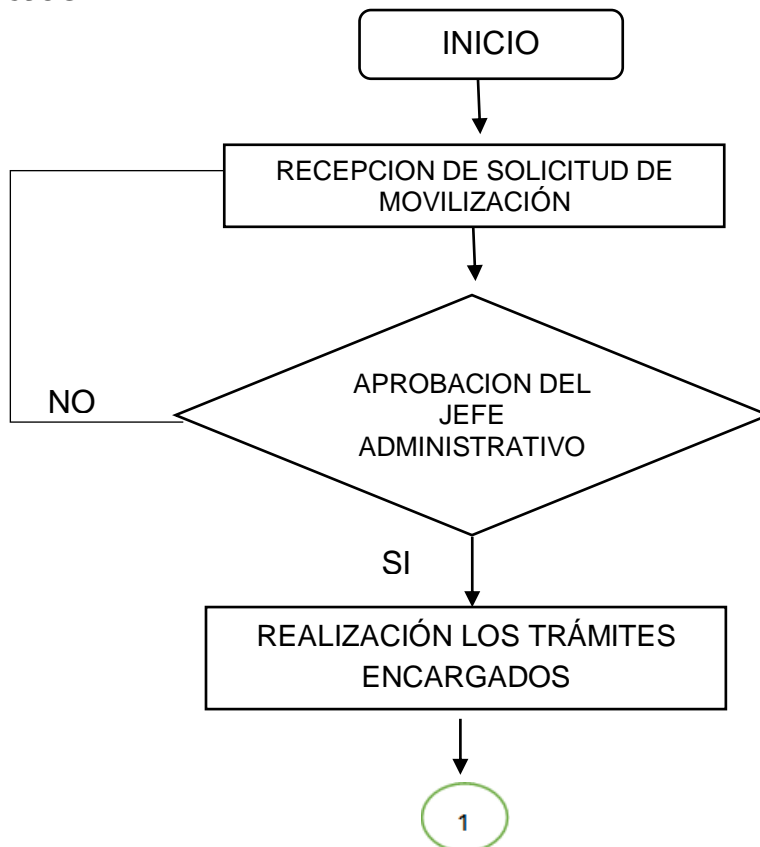 INICIO
RECEPCION DE SOLICITUD DE
MOVILIZACIÓN
APROBACION DEL
JEFE
ADMINISTRATIVO
NO
SI
REALIZACIÓN LOS TRÁMITES
ENCARGADOS
1